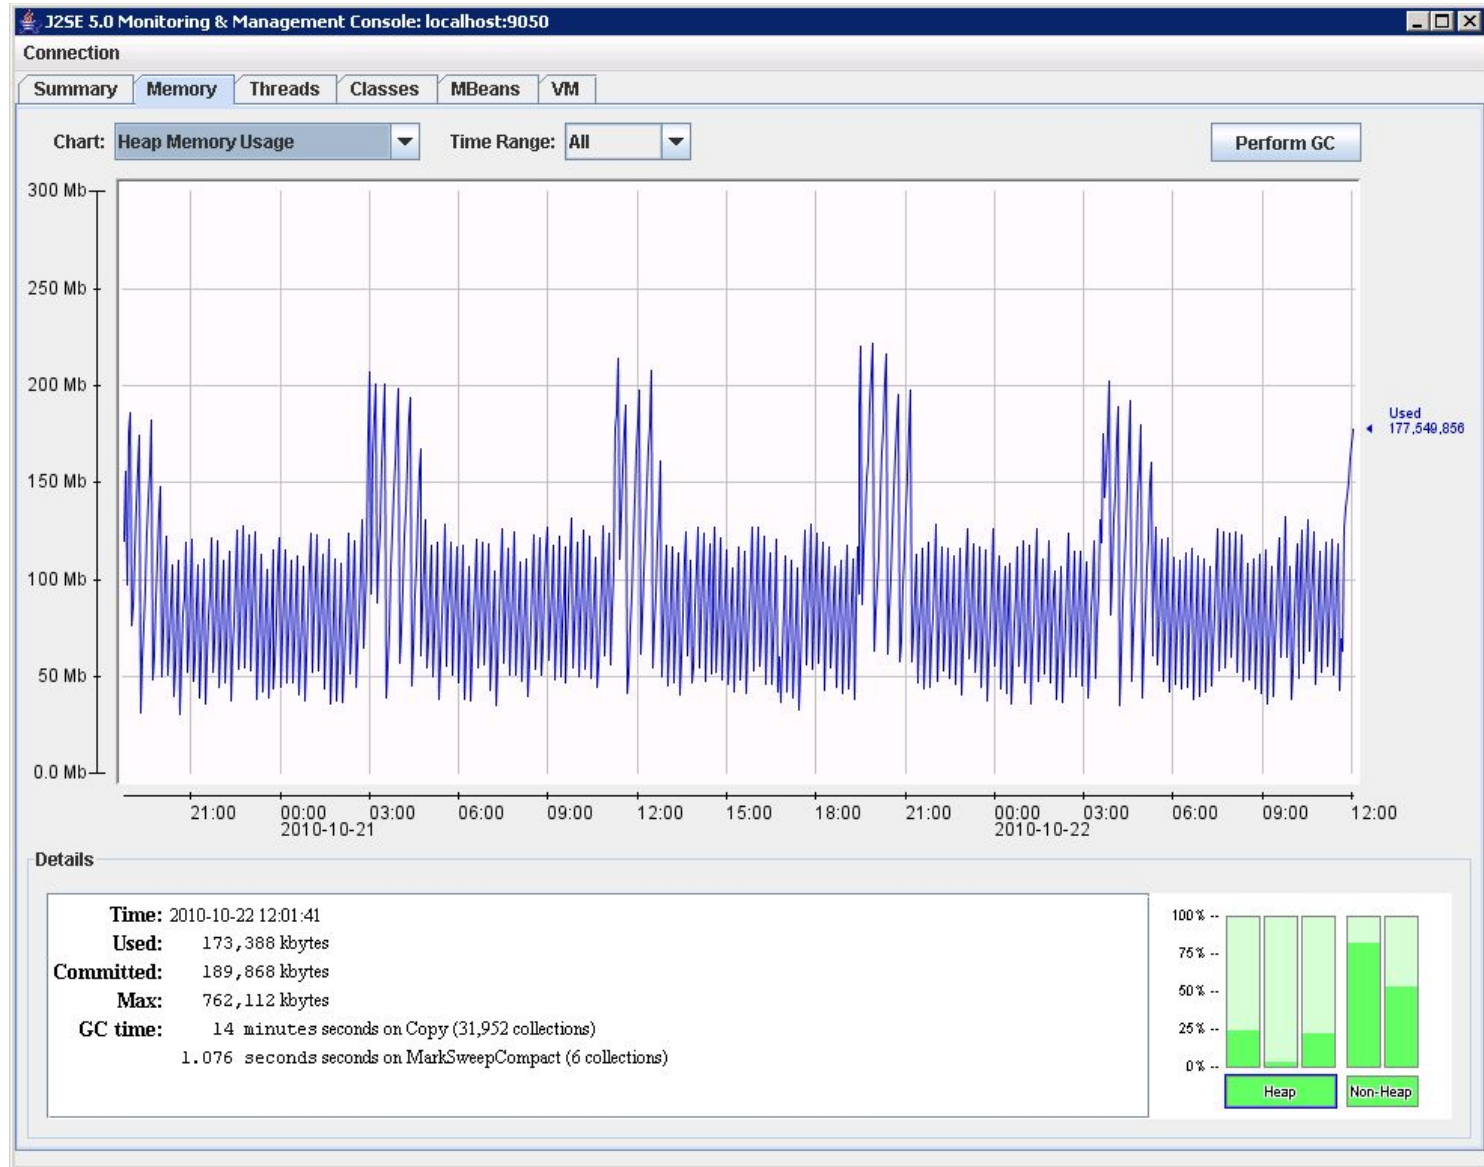 J2SE 5.0 Monitoring & Management Console: localhost:9050
Connection
Summary Memory Threads Classes MBeans VM
Chart: Heap Memory Usage Time Range: All Perform GC
300 Mb
250 Mb
200 Mb
150 Mb
100 Mb
50 Mb
0.0 Mb
Used
177,549,856
21:00 00:00 03:00 06:00 09:00 12:00 15:00 18:00 21:00 00:00 03:00 06:00 09:00 12:00
2010-10-21 2010-10-22
Details
Time: 2010-10-22 12:01:41
Used: 173,388 kbytes
Committed: 189,868 kbytes
Max: 762,112 kbytes
GC time: 14 minutes seconds on Copy (31,952 collections)
1.076 seconds seconds on MarkSweepCompact (6 collections)
100% --
75% --
50% --
25% --
0% --
Heap Non-Heap